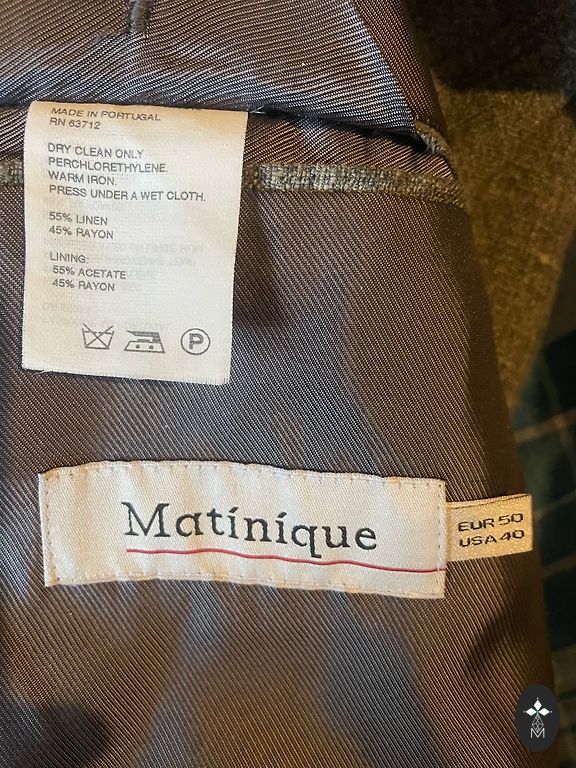 MADE IN PORTUGAL
RN 63712
DRY CLEAN ONLY
PERCHLORETHYLENE.
WARM IRON.
PRESS UNDER A WET CLOTH.
55% LINEN
45% RAYON
LINING:
55% ACETATE
45% RAYON
P
Matinique
EUR 50
USA 40
M